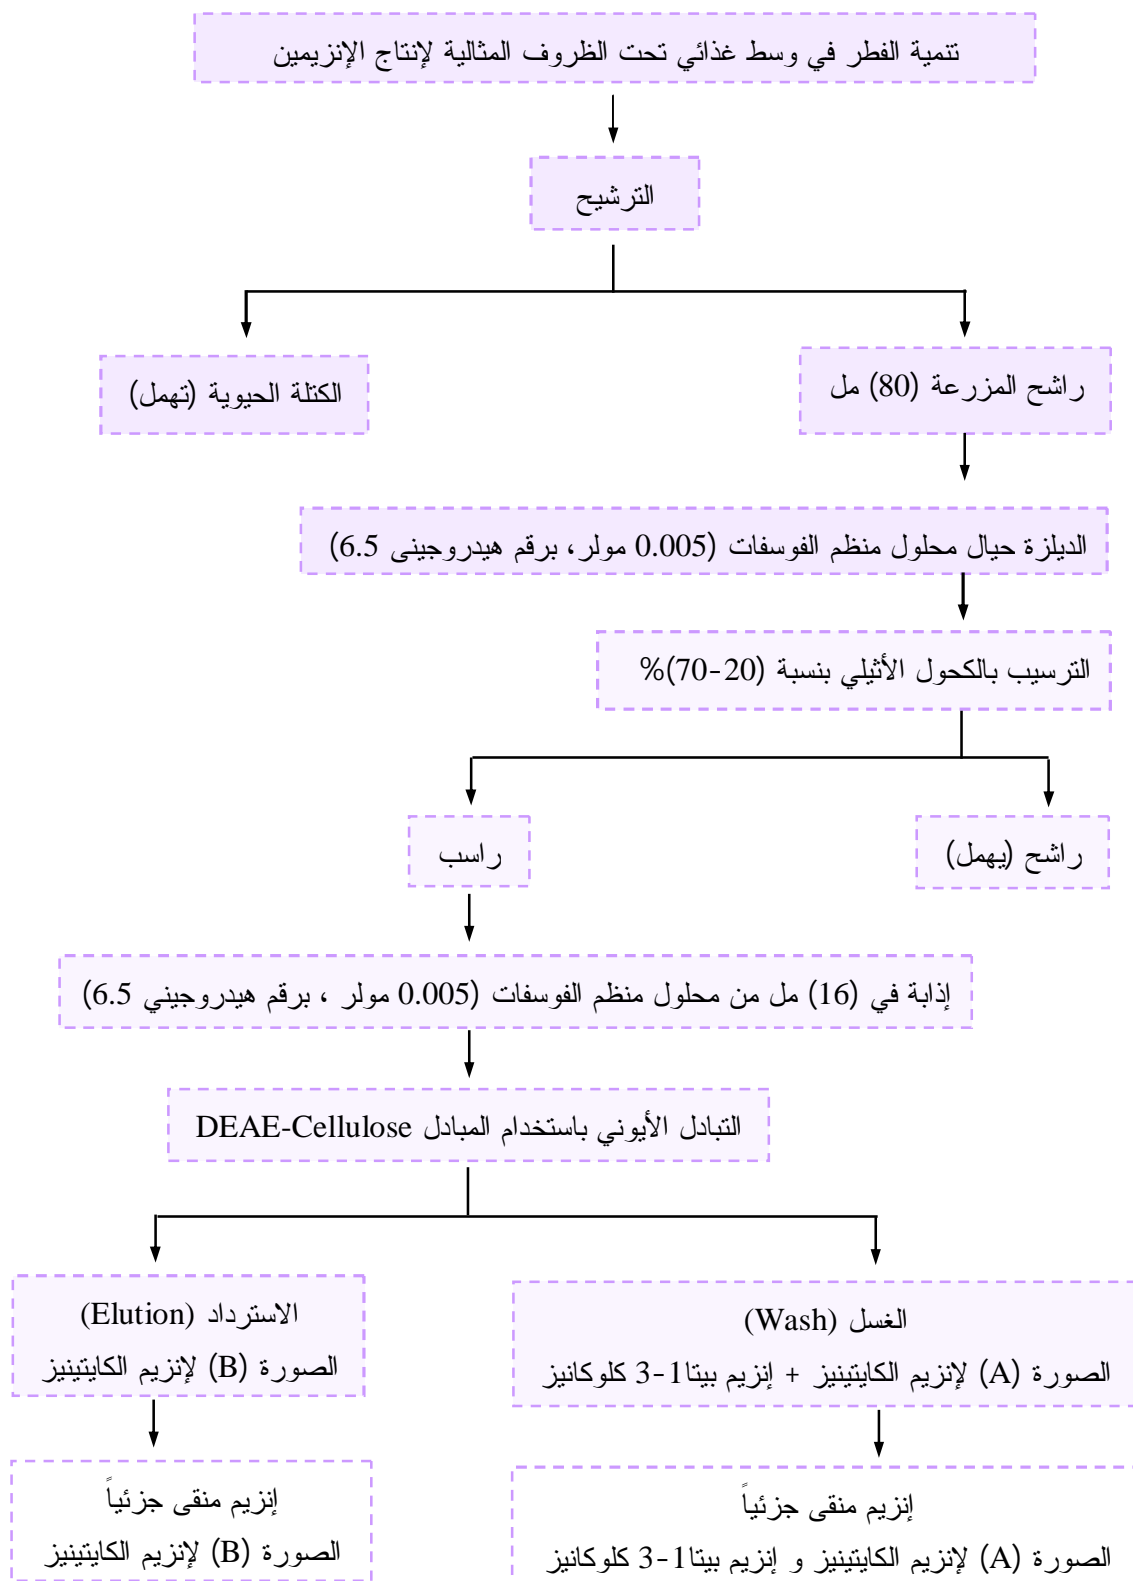 تنمية الفطر في وسط غذائي تحت الظروف المثالية لإنتاج الإنزيمين
الترشيح
راشح المزرعة (80) مل
الكتلة الحيوية (تهمل)
الديلزة حيال محلول منظم الفوسفات (0.005 مولر، برقم هيدروجينى 6.5)
الترسيب بالكحول الأثيلي بنسبة (20-70)%
راشح (يهمل)
راسب
إذابة في (16) مل من محلول منظم الفوسفات (0.005 مولر ، برقم هيدروجيني 6.5)
التبادل الأيوني باستخدام المبادل DEAE-Cellulose
الغسل (Wash)
الصورة (A) لإنزيم الكايتينيز + إنزيم بيتا1-3 كلوكانيز
الاسترداد (Elution)
الصورة (B) لإنزيم الكايتينيز
إنزيم منقى جزئياً
الصورة (A) لإنزيم الكايتينيز و إنزيم بيتا1-3 كلوكانيز
إنزيم منقى جزئياً
الصورة (B) لإنزيم الكايتينيز